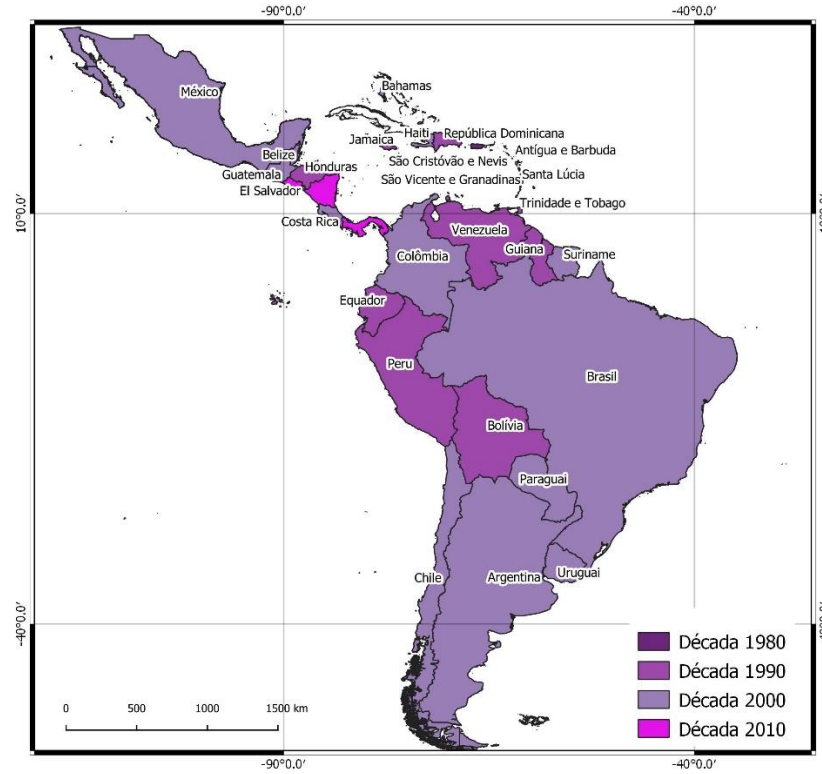 -90°0.0'
-40°0.0'
México
Bahamas
Jamaica
Haiti
República Dominicana
Belize
Antígua e Barbuda
São Cristóvão e Nevis
Guatemala
Honduras
Santa Lúcia
São Vicente e Granadinas
El Salvador
Trinidade e Tobago
10°0.0'
Costa Rica
Venezuela
Guiana
Suriname
Colômbia
Equador
Peru
Brasil
Bolívia
Paraguai
Chile
Argentina
Uruguai
-40°0.0'
Década 1980
Década 1990
Década 2000
Década 2010
0 500 1000 1500 km
-90°0.0'
-40°0.0'